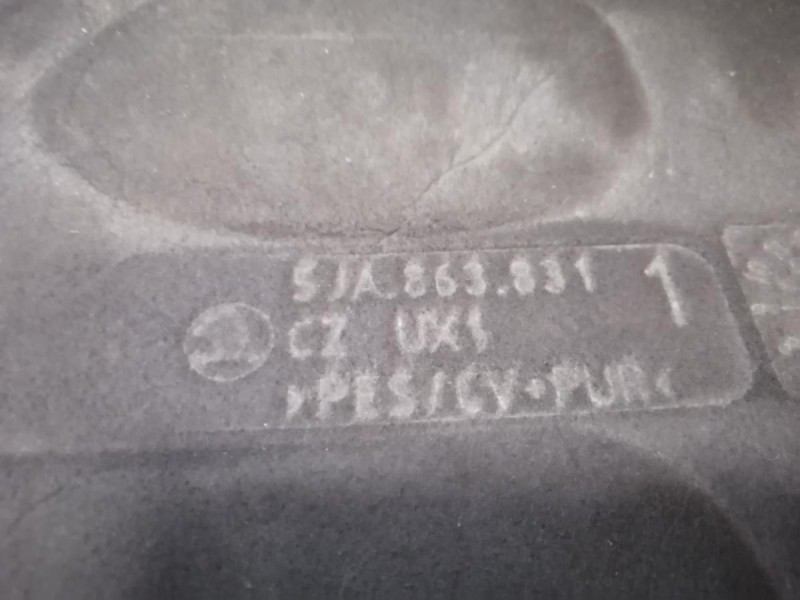 5JA.863.831 1
CZ UX1
>PES/CV+PUR<